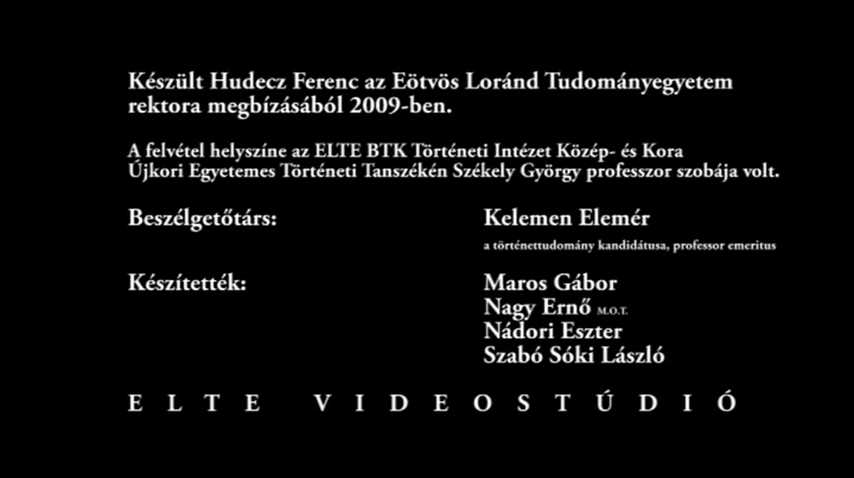 Készült Hudecz Ferenc az Eötvös Loránd Tudományegyetem
rektora megbízásából 2009-ben.
A felvétel helyszíne az ELTE BTK Történeti Intézet Közép- és Kora
Újkori Egyetemes Történeti Tanszékén Székely György professzor szobája volt.
Beszélgetőtárs: Kelemen Elemér
a történettudomány kandidátusa, professor emeritus
Készítették: Maros Gábor
Nagy Ernő M.O.T.
Nádori Eszter
Szabó Sóki László
ELTE VIDEOSTÚDIÓ